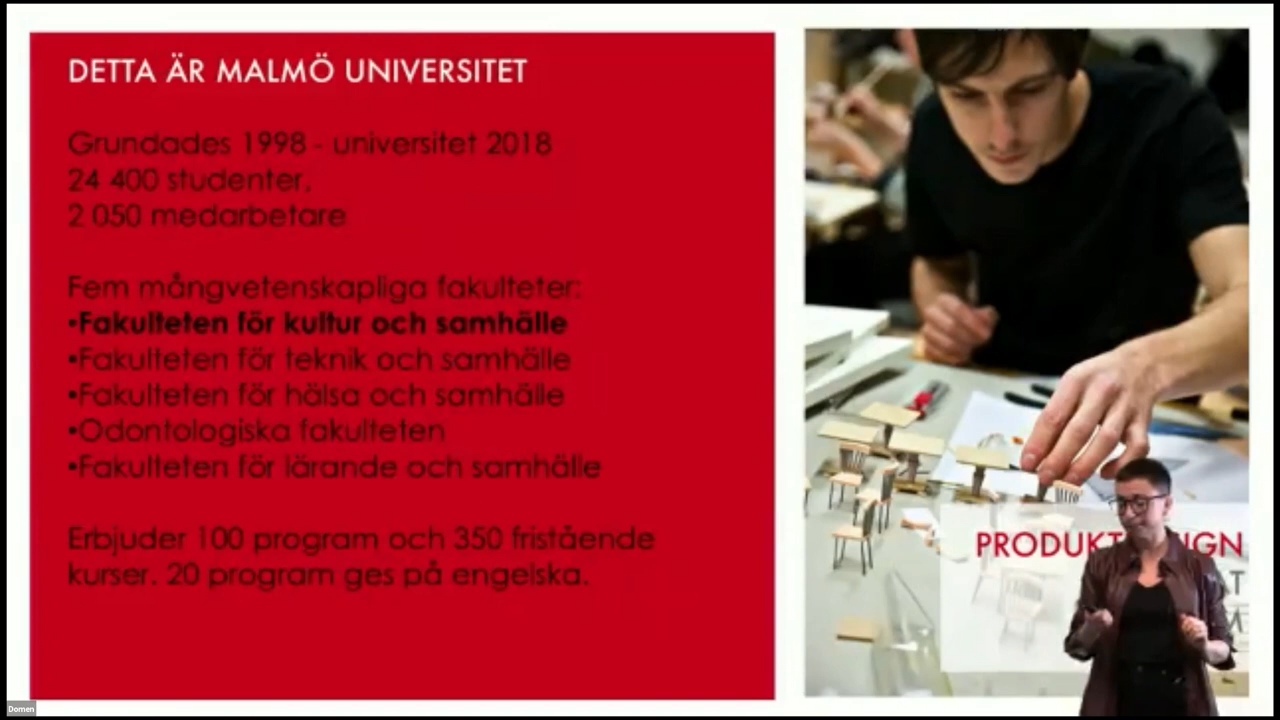 DETTA ÄR MALMÖ UNIVERSITET
Grundades 1998 - universitet 2018
24 400 studenter,
2 050 medarbetare
Fem mångvetenskapliga fakulteter:
•Fakulteten för kultur och samhälle
•Fakulteten för teknik och samhälle
•Fakulteten för hälsa och samhälle
•Odontologiska fakulteten
•Fakulteten för lärande och samhälle
Erbjuder 100 program och 350 fristående
kurser. 20 program ges på engelska.
Domen